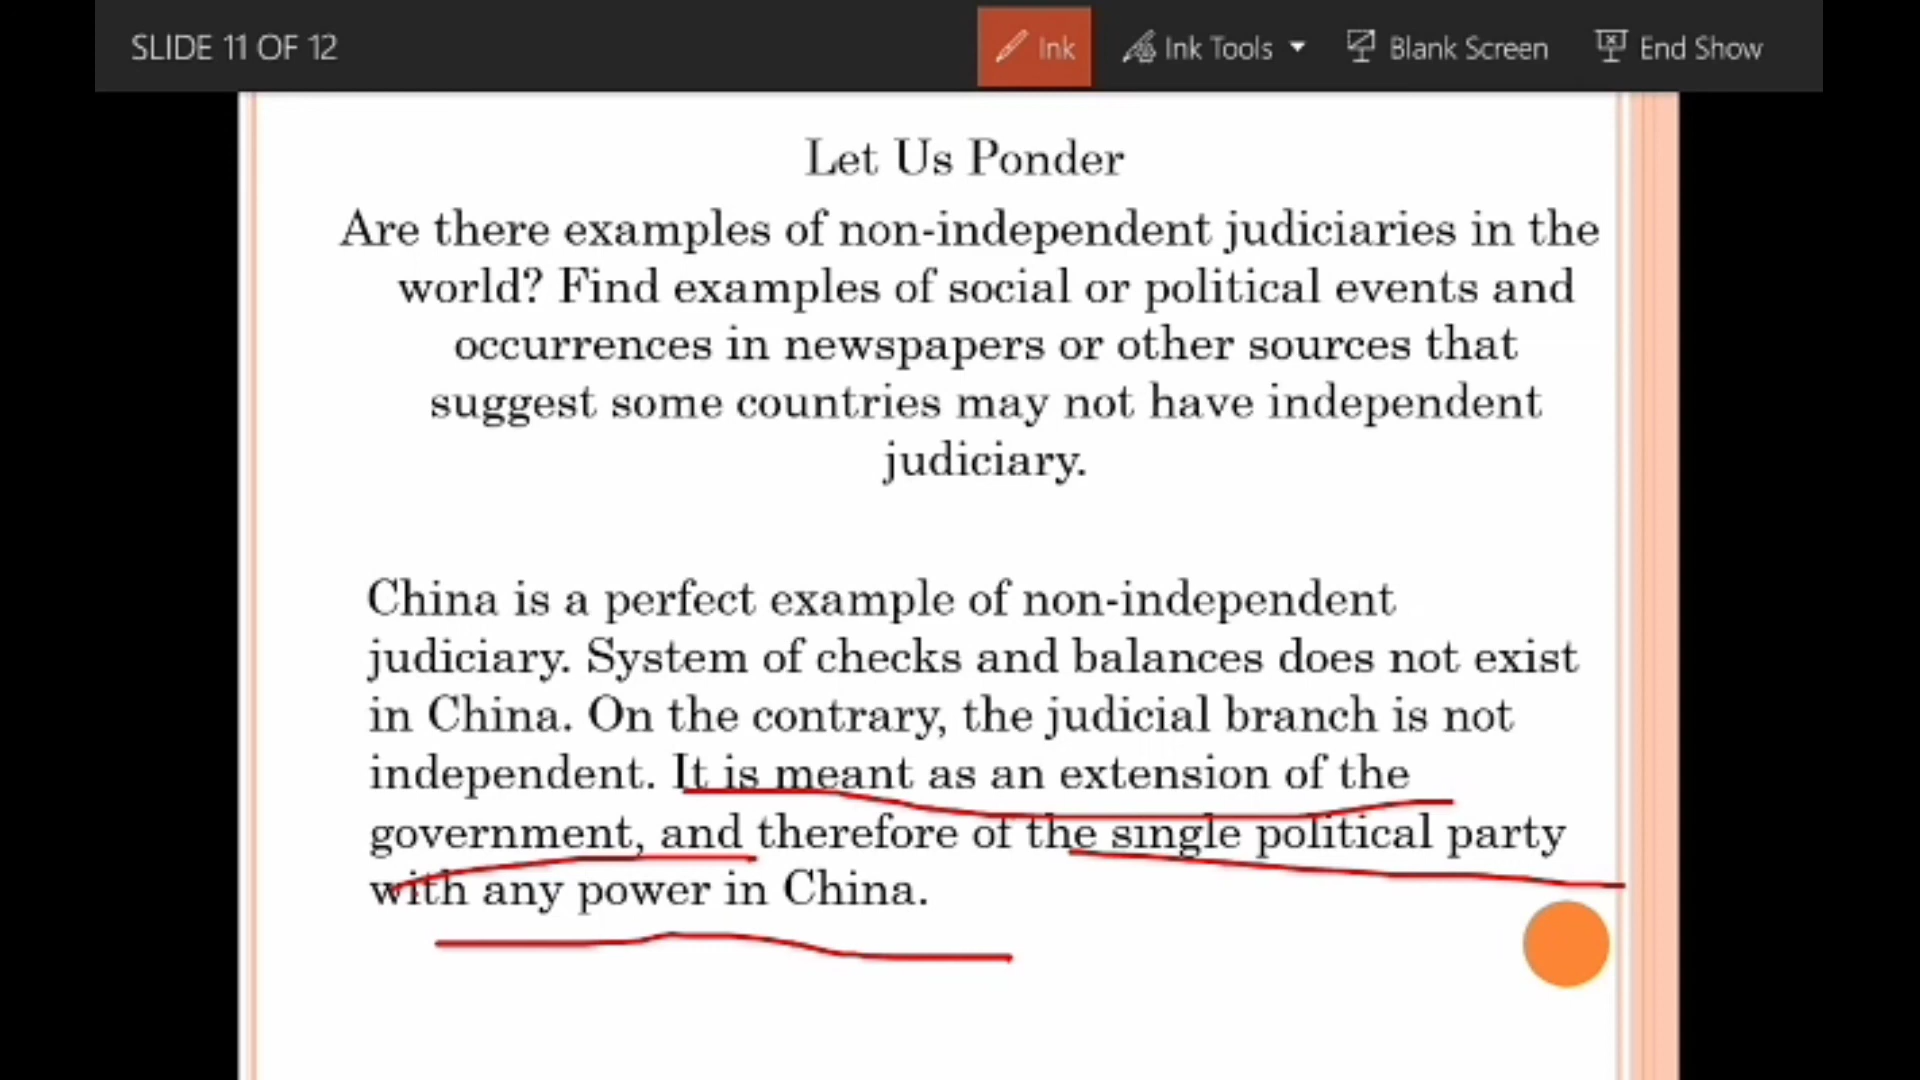 SLIDE 11 OF 12 Ink Ink Tools Blank Screen End Show
Let Us Ponder
Are there examples of non-independent judiciaries in the
world? Find examples of social or political events and
occurrences in newspapers or other sources that
suggest some countries may not have independent
judiciary.
China is a perfect example of non-independent
judiciary. System of checks and balances does not exist
in China. On the contrary, the judicial branch is not
independent. It is meant as an extension of the
government, and therefore of the single political party
with any power in China.